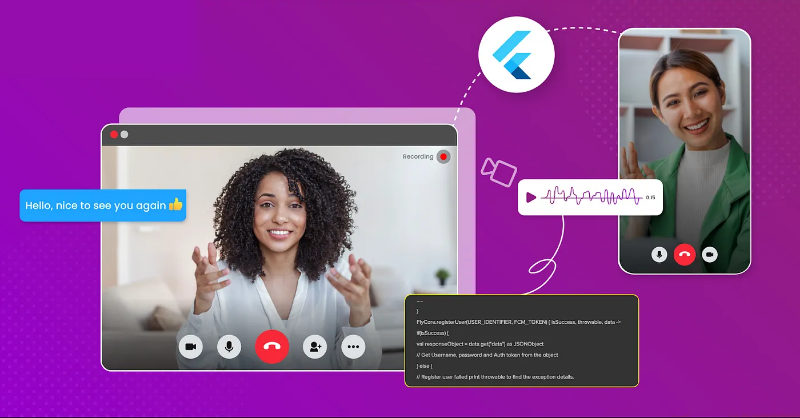 Recording
Hello, nice to see you again 👍
0:15
....
}
FlyCore.registerUser(USER_IDENTIFIER, FCM_TOKEN) { isSuccess, throwable, data ->
if(isSuccess) {
val responseObject = data.get("data") as JSONObject
// Get Username, password and Auth token from the object
} else {
// Register user failed print throwable to find the exception details.